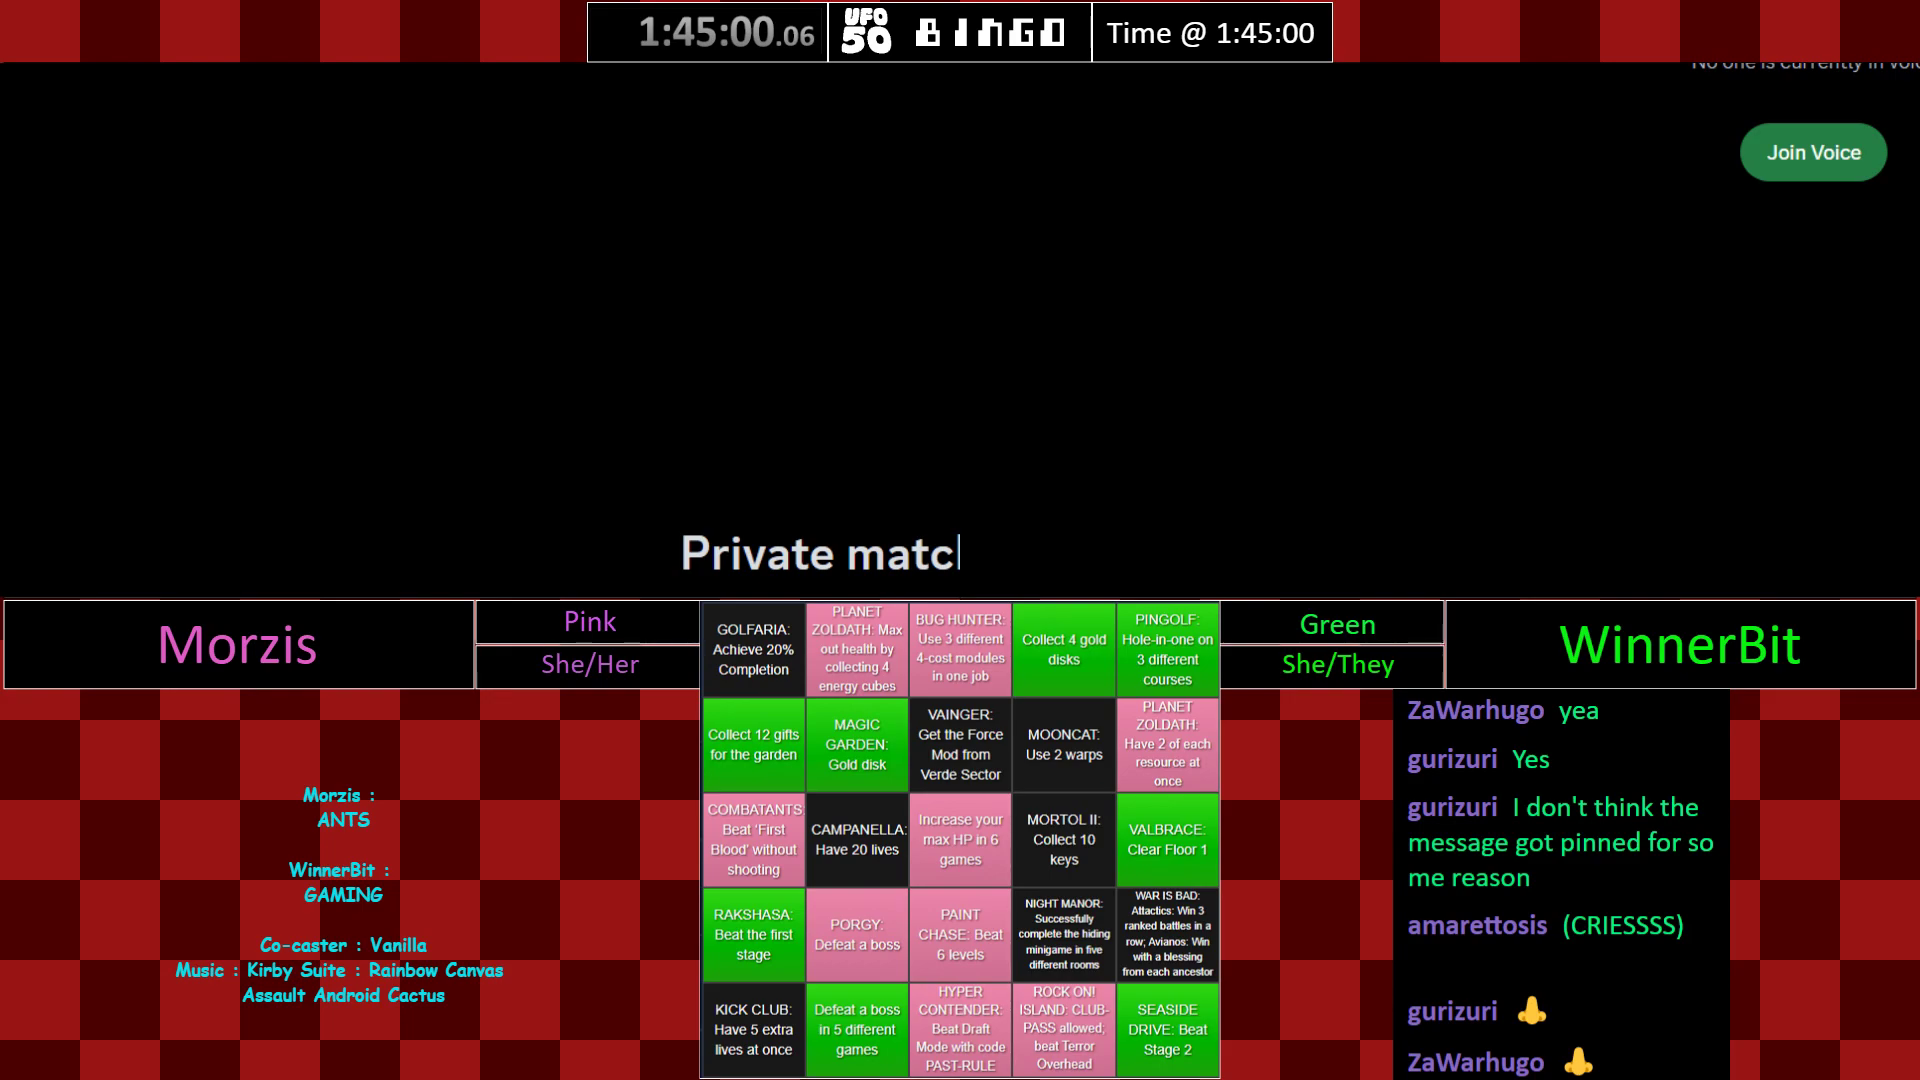 1:45:00.06
UFO 50
BINGO
Time @ 1:45:00
Join Voice
Private matc
Morzis
Pink
She/Her
Green
She/They
WinnerBit
GOLFARIA:
Achieve 20%
Completion
PLANET
ZOLDATH: Max
out health by
collecting 4
energy cubes
BUG HUNTER:
Use 3 different
4-cost modules
in one job
Collect 4 gold
disks
PINGOLF:
Hole-in-one on
3 different
courses
Collect 12 gifts
for the garden
MAGIC
GARDEN:
Gold disk
VAINGER:
Get the Force
Mod from
Verde Sector
MOONCAT:
Use 2 warps
PLANET
ZOLDATH:
Have 2 of each
resource at
once
COMBATANTS:
Beat 'First
Blood' without
shooting
CAMPANELLA:
Have 20 lives
Increase your
max HP in 6
games
MORTOL II:
Collect 10
keys
VALBRACE:
Clear Floor 1
RAKSHASA:
Beat the first
stage
PORGY:
Defeat a boss
PAINT
CHASE: Beat
6 levels
NIGHT MANOR:
Successfully
complete the hiding
minigame in five
different rooms
WAR IS BAD:
Attactics: Win 3
ranked battles in a
row; Avianos: Win
with a blessing
from each ancestor
KICK CLUB:
Have 5 extra
lives at once
Defeat a boss
in 5 different
games
HYPER
CONTENDER:
Beat Draft
Mode with code
PAST-RULE
ROCK ON!
ISLAND: CLUB-
PASS allowed;
beat Terror
Overhead
SEASIDE
DRIVE: Beat
Stage 2
Morzis :
ANTS
WinnerBit :
GAMING
Co-caster : Vanilla
Music : Kirby Suite : Rainbow Canvas
Assault Android Cactus
ZaWarhugo yea
gurizuri Yes
gurizuri I don't think the
message got pinned for so
me reason
amarettosis (CRIESSSS)
gurizuri
ZaWarhugo